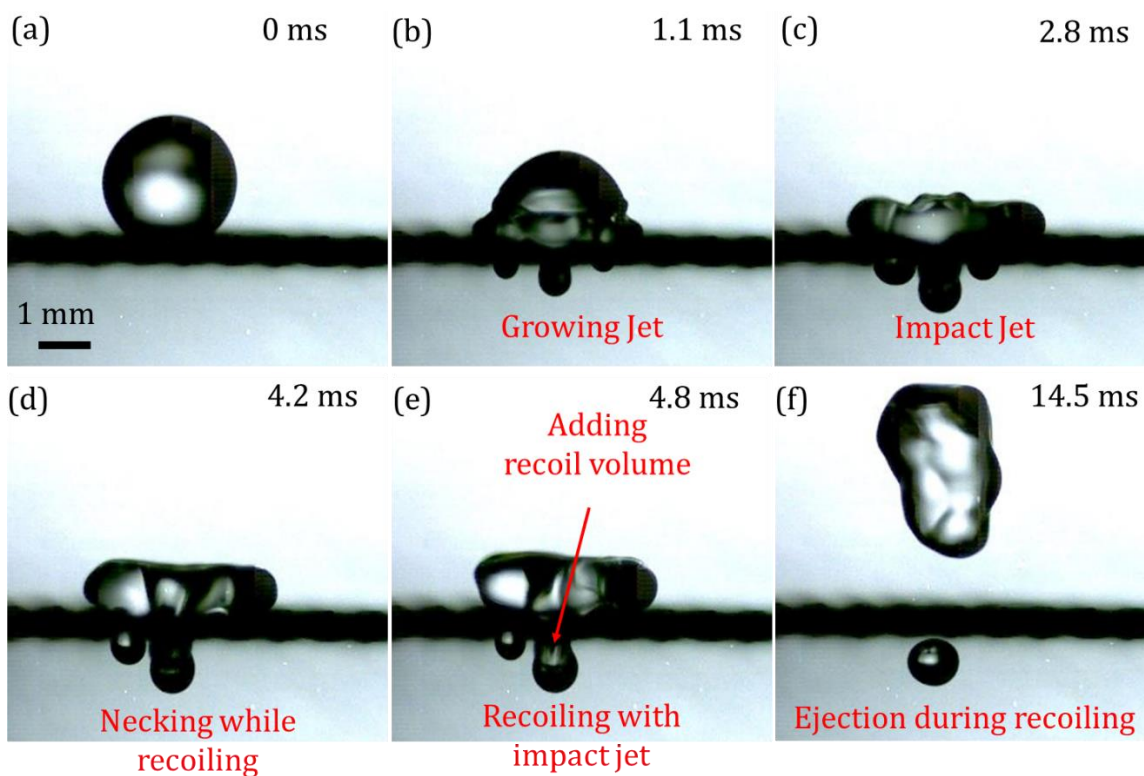 (a)
0 ms
1 mm
(b)
1.1 ms
Growing Jet
(c)
2.8 ms
Impact Jet
(d)
4.2 ms
Necking while
recoiling
(e)
4.8 ms
Adding
recoil volume
Recoiling with
impact jet
(f)
14.5 ms
Ejection during recoiling